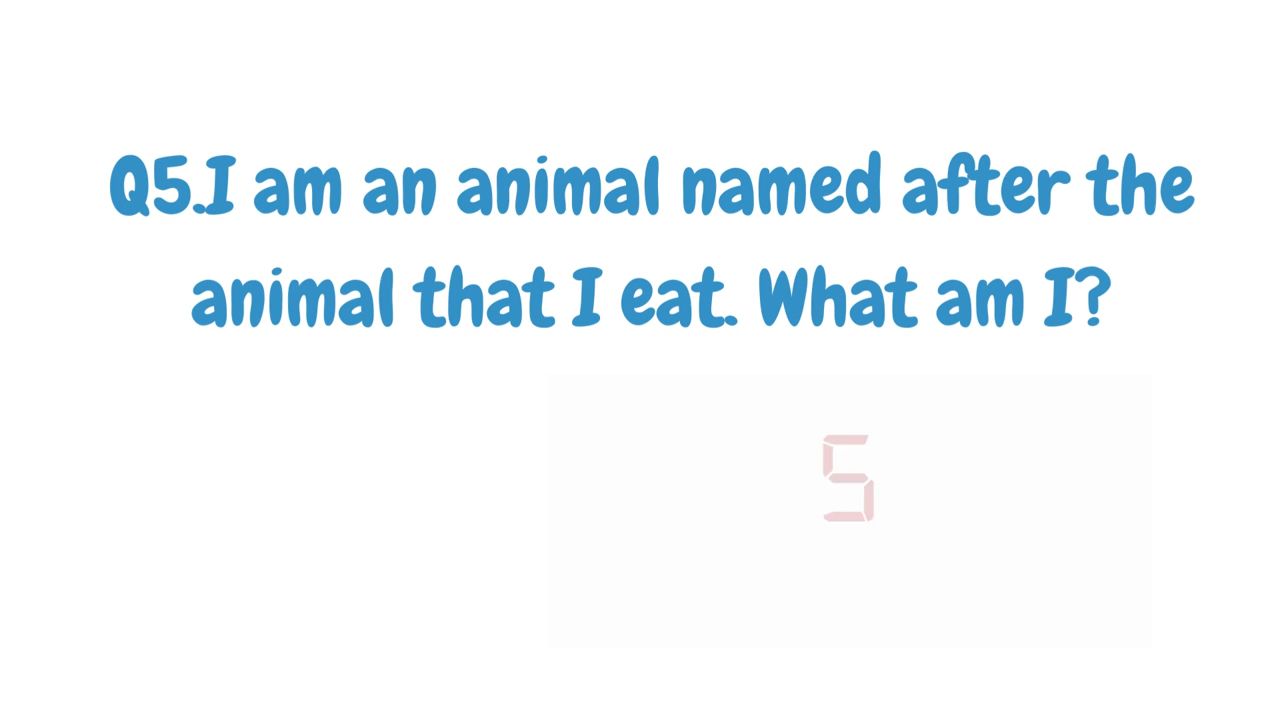 Q5.I am an animal named after the
animal that I eat. What am I?
5